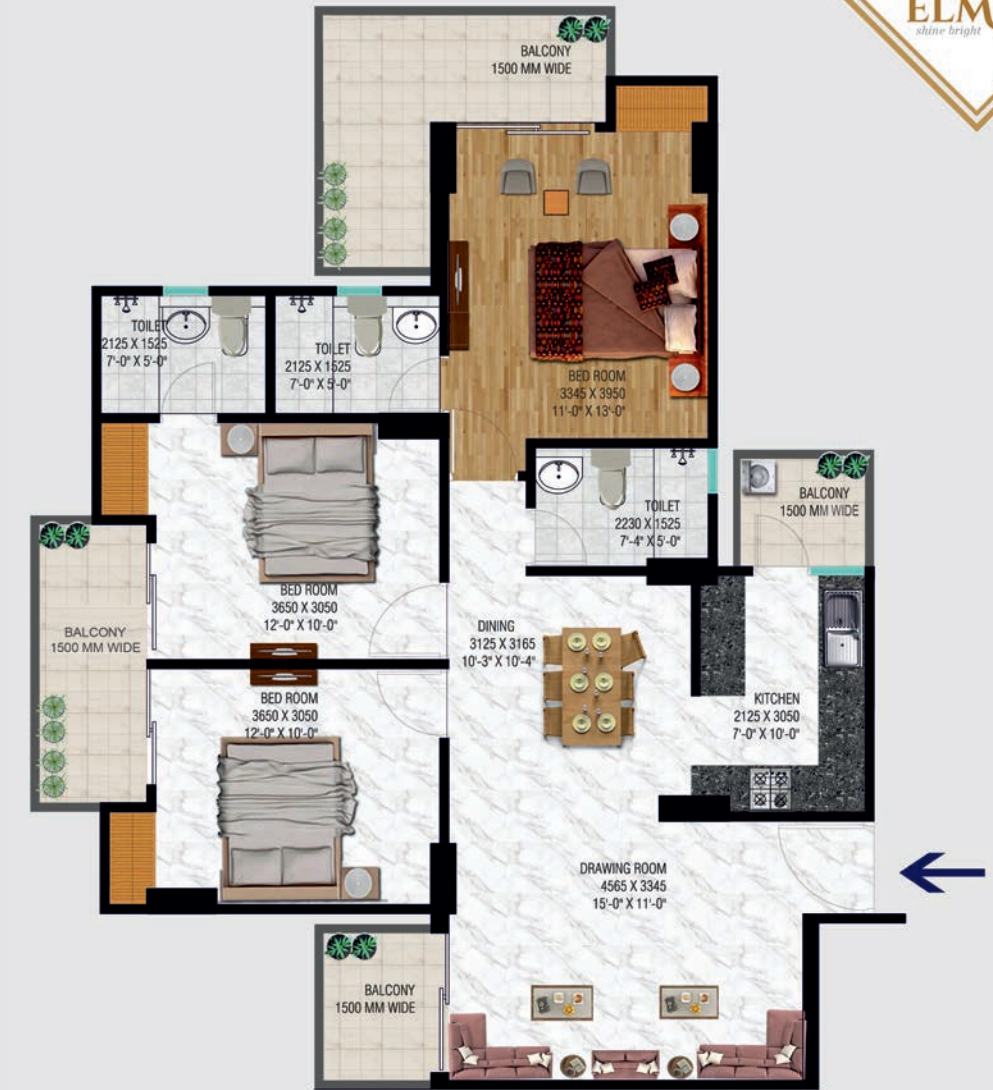 ELM
shine bright
BALCONY
1500 MM WIDE
TOILET
2125 X 1525
7'-0" X 5'-0"
TOILET
2125 X 1525
7'-0" X 5'-0"
BED ROOM
3345 X 3950
11'-0" X 13'-0"
TOILET
2230 X 1525
7'-4" X 5'-0"
BALCONY
1500 MM WIDE
BED ROOM
3650 X 3050
12'-0" X 10'-0"
BALCONY
1500 MM WIDE
DINING
3125 X 3165
10'-3" X 10'-4"
BED ROOM
3650 X 3050
12'-0" X 10'-0"
KITCHEN
2125 X 3050
7'-0" X 10'-0"
DRAWING ROOM
4565 X 3345
15'-0" X 11'-0"
BALCONY
1500 MM WIDE